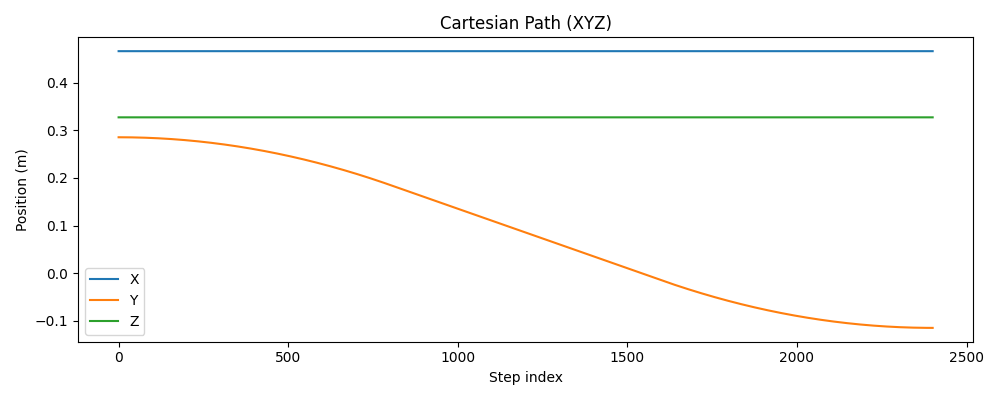 Cartesian Path (XYZ)
Position (m)
0.4
0.3
0.2
0.1
0.0
−0.1
X
Y
Z
0 500 1000 1500 2000 2500
Step index